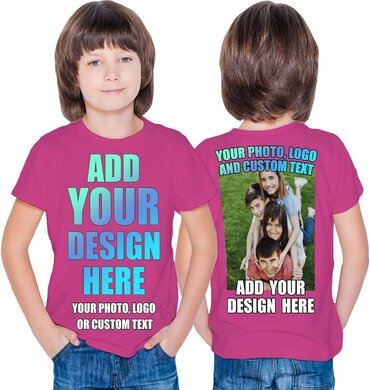 ADD
YOUR
DESIGN
HERE
YOUR PHOTO, LOGO
OR CUSTOM TEXT
YOUR PHOTO, LOGO
AND CUSTOM TEXT
ADD YOUR
DESIGN HERE